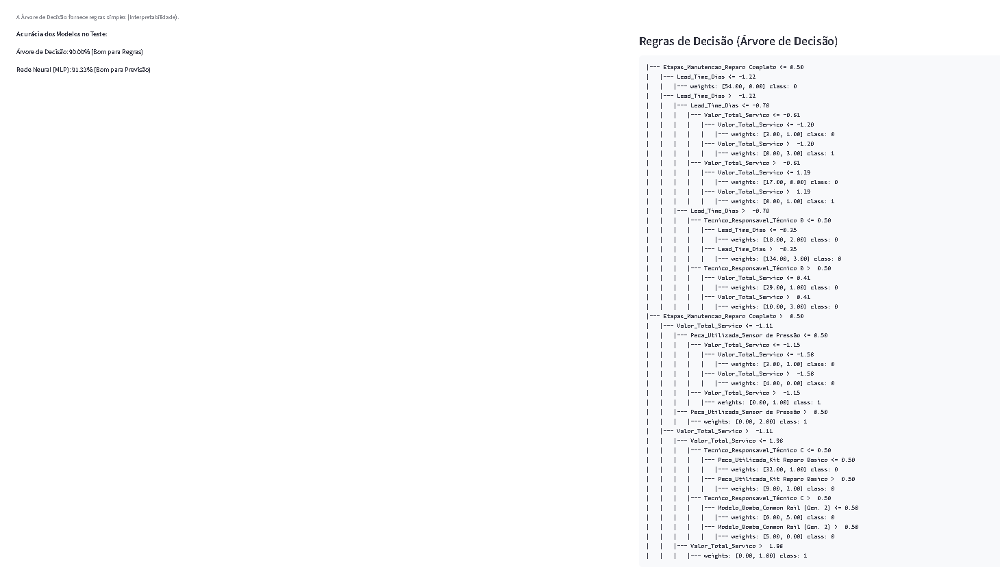 A Árvore de Decisão fornece regras simples (Interpretabilidade).
Acurácia dos Modelos no Teste:
Árvore de Decisão: 90.00% (Bom para Regras)
Rede Neural (MLP): 91.33% (Bom para Previsão)
Regras de Decisão (Árvore de Decisão)
|--- Etapas_Manutencao_Reparo Completo <= 0.50
|   |--- Lead_Time_Dias <= -1.22
|   |   |--- weights: [54.00, 0.00] class: 0
|   |--- Lead_Time_Dias >  -1.22
|   |   |--- Lead_Time_Dias <= -0.78
|   |   |   |--- Valor_Total_Servico <= -0.61
|   |   |   |   |--- Valor_Total_Servico <= -1.20
|   |   |   |   |   |--- weights: [3.00, 1.00] class: 0
|   |   |   |   |--- Valor_Total_Servico >  -1.20
|   |   |   |   |   |--- weights: [0.00, 3.00] class: 1
|   |   |   |--- Valor_Total_Servico >  -0.61
|   |   |   |   |--- Valor_Total_Servico <= 1.29
|   |   |   |   |   |--- weights: [17.00, 0.00] class: 0
|   |   |   |   |--- Valor_Total_Servico >  1.29
|   |   |   |   |   |--- weights: [0.00, 1.00] class: 1
|   |   |--- Lead_Time_Dias >  -0.78
|   |   |   |--- Tecnico_Responsavel_Técnico B <= 0.50
|   |   |   |   |--- Lead_Time_Dias <= -0.35
|   |   |   |   |   |--- weights: [16.00, 2.00] class: 0
|   |   |   |   |--- Lead_Time_Dias >  -0.35
|   |   |   |   |   |--- weights: [134.00, 3.00] class: 0
|   |   |   |--- Tecnico_Responsavel_Técnico B >  0.50
|   |   |   |   |--- Valor_Total_Servico <= 0.41
|   |   |   |   |   |--- weights: [29.00, 1.00] class: 0
|   |   |   |   |--- Valor_Total_Servico >  0.41
|   |   |   |   |   |--- weights: [10.00, 3.00] class: 0
|--- Etapas_Manutencao_Reparo Completo >  0.50
|   |--- Valor_Total_Servico <= -1.11
|   |   |--- Peca_Utilizada_Sensor de Pressão <= 0.50
|   |   |   |--- Valor_Total_Servico <= -1.15
|   |   |   |   |--- Valor_Total_Servico <= -1.58
|   |   |   |   |   |--- weights: [3.00, 2.00] class: 0
|   |   |   |   |--- Valor_Total_Servico >  -1.58
|   |   |   |   |   |--- weights: [4.00, 0.00] class: 0
|   |   |   |--- Valor_Total_Servico >  -1.15
|   |   |   |   |--- weights: [0.00, 1.00] class: 1
|   |   |--- Peca_Utilizada_Sensor de Pressão >  0.50
|   |   |   |--- weights: [0.00, 2.00] class: 1
|   |--- Valor_Total_Servico >  -1.11
|   |   |--- Valor_Total_Servico <= 1.98
|   |   |   |--- Tecnico_Responsavel_Técnico C <= 0.50
|   |   |   |   |--- Peca_Utilizada_Kit Reparo Basico <= 0.50
|   |   |   |   |   |--- weights: [32.00, 1.00] class: 0
|   |   |   |   |--- Peca_Utilizada_Kit Reparo Basico >  0.50
|   |   |   |   |   |--- weights: [9.00, 2.00] class: 0
|   |   |   |--- Tecnico_Responsavel_Técnico C >  0.50
|   |   |   |   |--- Modelo_Bomba_Common Rail (Gen. 2) <= 0.50
|   |   |   |   |   |--- weights: [6.00, 5.00] class: 0
|   |   |   |   |--- Modelo_Bomba_Common Rail (Gen. 2) >  0.50
|   |   |   |   |   |--- weights: [5.00, 0.00] class: 0
|   |   |--- Valor_Total_Servico >  1.98
|   |   |   |--- weights: [0.00, 1.00] class: 1